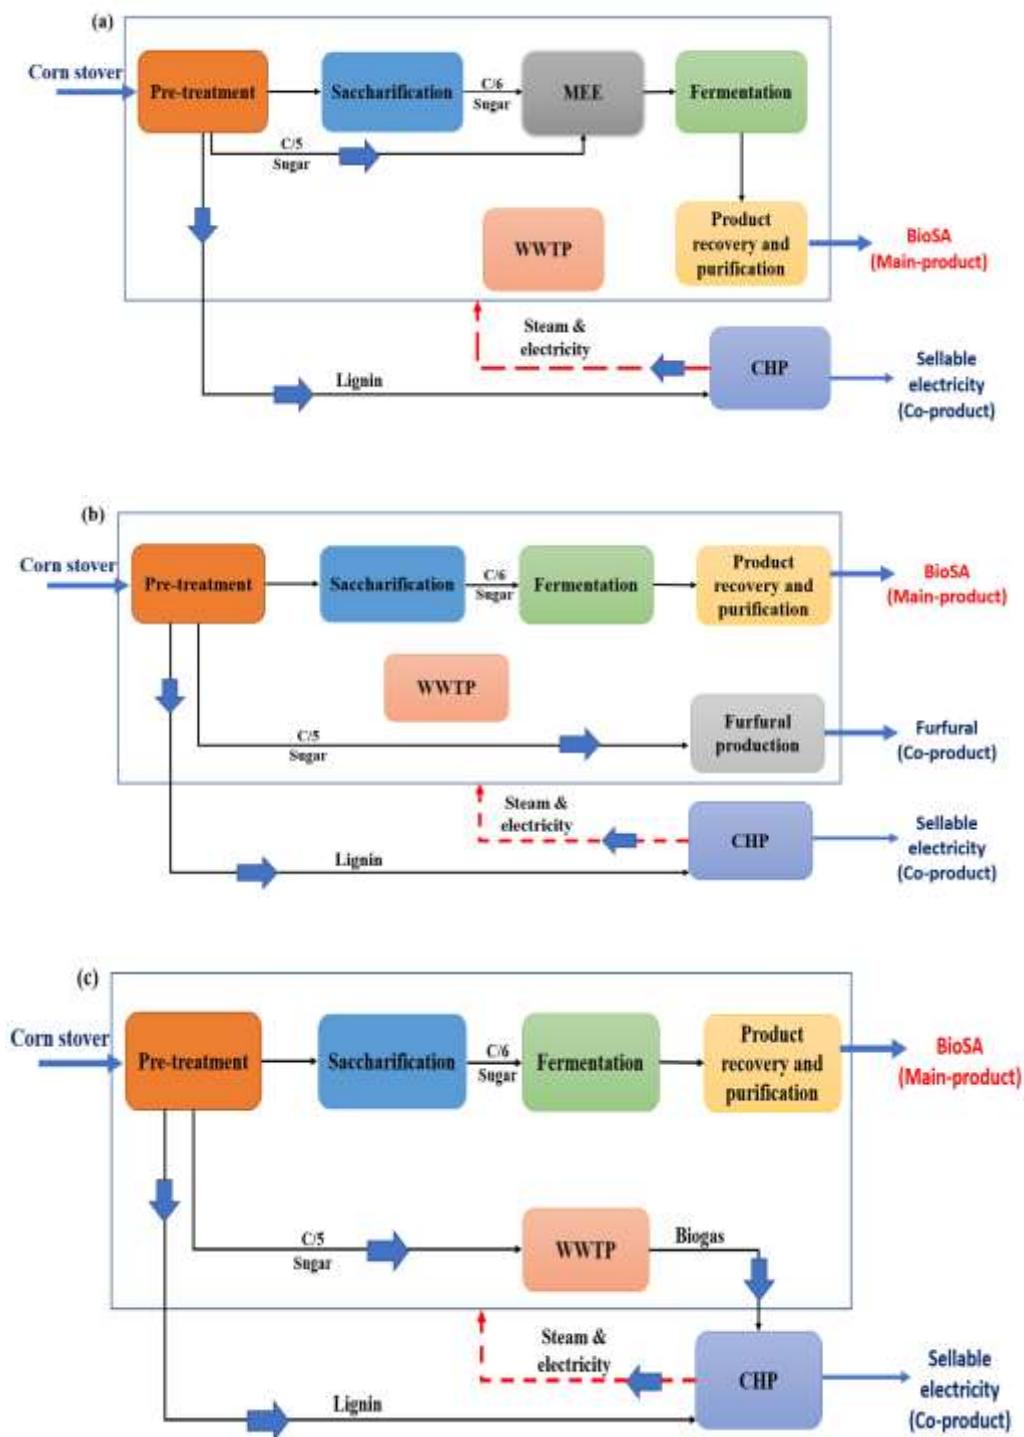 (a)
Corn stover
Pre-treatment
Saccharification
C/6
Sugar
MEE
Fermentation
C/5
Sugar
WWTP
Product
recovery and
purification
BioSA
(Main-product)
Steam &
electricity
CHP
Lignin
Sellable
electricity
(Co-product)
(b)
Corn stover
Pre-treatment
Saccharification
C/6
Sugar
Fermentation
Product
recovery and
purification
BioSA
(Main-product)
WWTP
C/5
Sugar
Furfural
production
Furfural
(Co-product)
Steam &
electricity
CHP
Lignin
Sellable
electricity
(Co-product)
(c)
Corn stover
Pre-treatment
Saccharification
C/6
Sugar
Fermentation
Product
recovery and
purification
BioSA
(Main-product)
C/5
Sugar
WWTP
Biogas
Steam &
electricity
CHP
Lignin
Sellable
electricity
(Co-product)